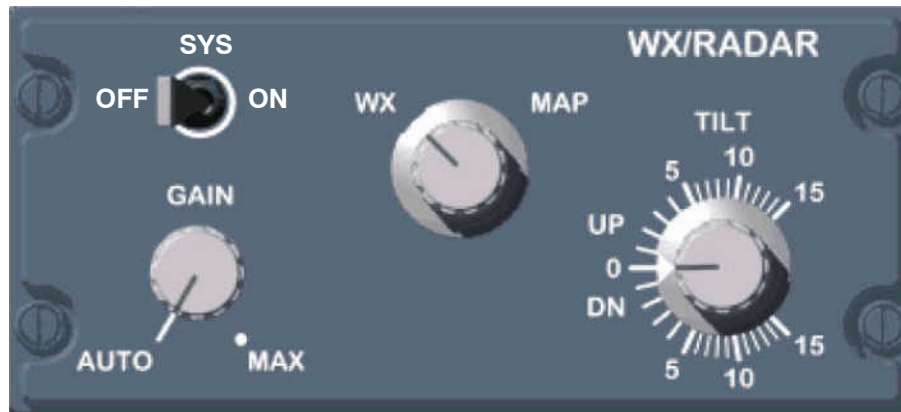 SYS
WX/RADAR
OFF ON
WX MAP
TILT
GAIN
5 10 15
UP
0
DN
AUTO MAX
5 10 15